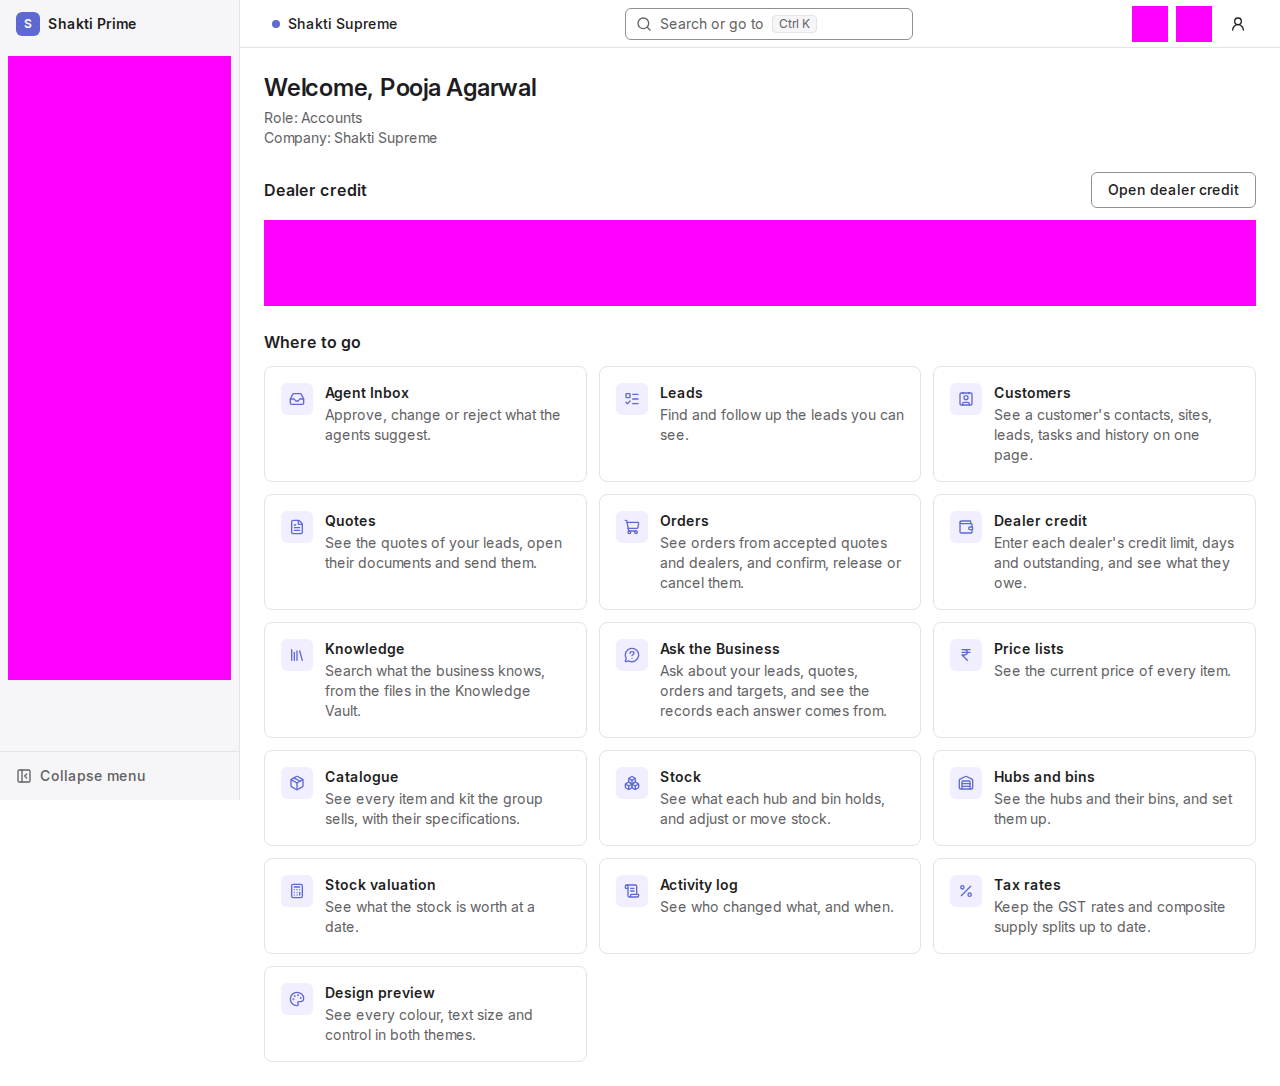 S Shakti Prime
Shakti Supreme
Search or go to Ctrl K
Welcome, Pooja Agarwal
Role: Accounts
Company: Shakti Supreme
Dealer credit
Open dealer credit
Where to go
Agent Inbox
Approve, change or reject what the
agents suggest.
Leads
Find and follow up the leads you can
see.
Customers
See a customer's contacts, sites,
leads, tasks and history on one
page.
Quotes
See the quotes of your leads, open
their documents and send them.
Orders
See orders from accepted quotes
and dealers, and confirm, release or
cancel them.
Dealer credit
Enter each dealer's credit limit, days
and outstanding, and see what they
owe.
Knowledge
Search what the business knows,
from the files in the Knowledge
Vault.
Ask the Business
Ask about your leads, quotes,
orders and targets, and see the
records each answer comes from.
Price lists
See the current price of every item.
Catalogue
See every item and kit the group
sells, with their specifications.
Stock
See what each hub and bin holds,
and adjust or move stock.
Hubs and bins
See the hubs and their bins, and set
them up.
Stock valuation
See what the stock is worth at a
date.
Activity log
See who changed what, and when.
Tax rates
Keep the GST rates and composite
supply splits up to date.
Design preview
See every colour, text size and
control in both themes.
Collapse menu